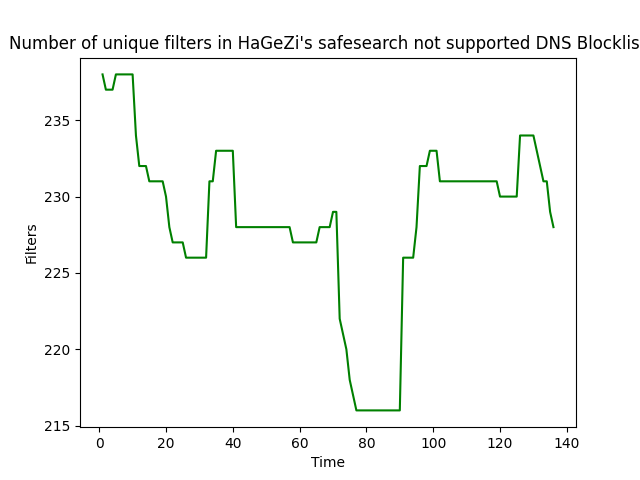 Number of unique filters in HaGeZi's safesearch not supported DNS Blocklis
235
230
225
220
215
Filters
0 20 40 60 80 100 120 140
Time